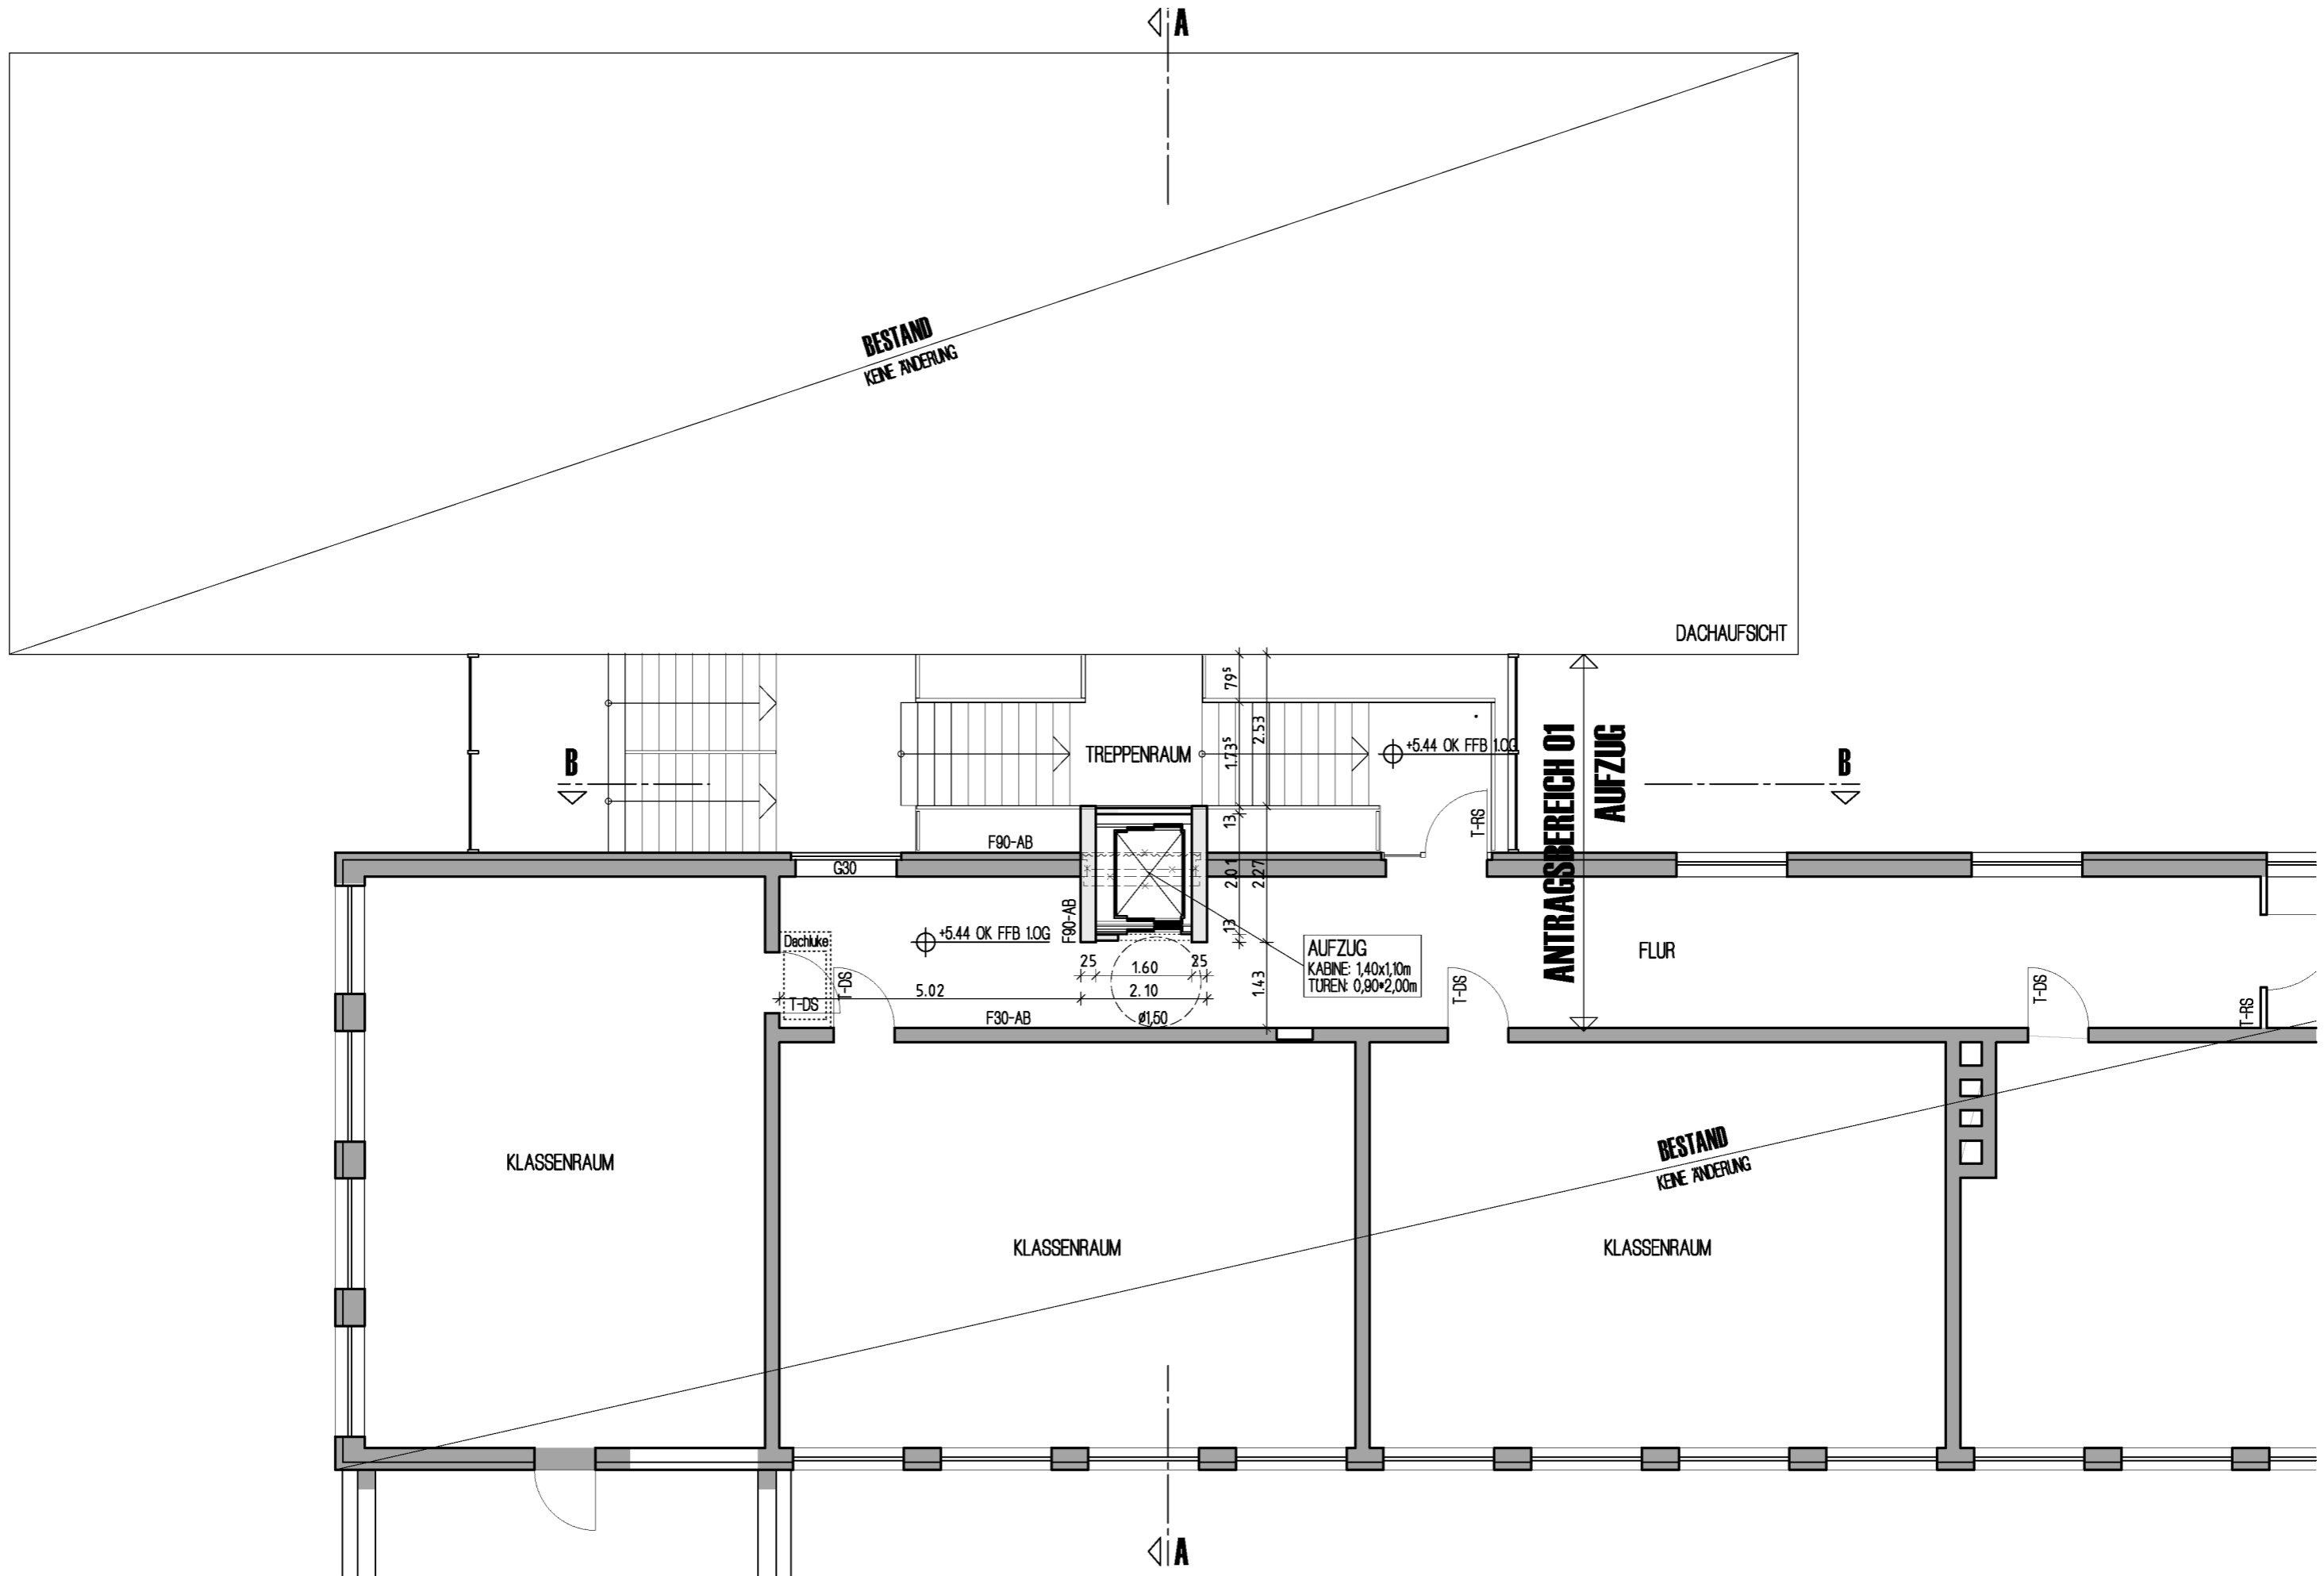 A
BESTAND
KEINE ÄNDERUNG
DACHAUFSICHT
79⁵
2.53
1.73⁵
TREPPENRAUM
+5.44 OK FFB 1.OG
B
B
ANTRAGSBEREICH 01
AUFZUG
T-RS
F90-AB
13
G30
2.01
2.27
F90-AB
13
Dachluke
+5.44 OK FFB 1.OG
AUFZUG
KABINE: 1,40x1,10m
TÜREN: 0,90*2,00m
FLUR
25
1.60
25
1.43
T-DS
T-DS
T-DS
T-DS
5.02
2.10
T-RS
F30-AB
ø1,50
KLASSENRAUM
BESTAND
KEINE ÄNDERUNG
KLASSENRAUM
KLASSENRAUM
A